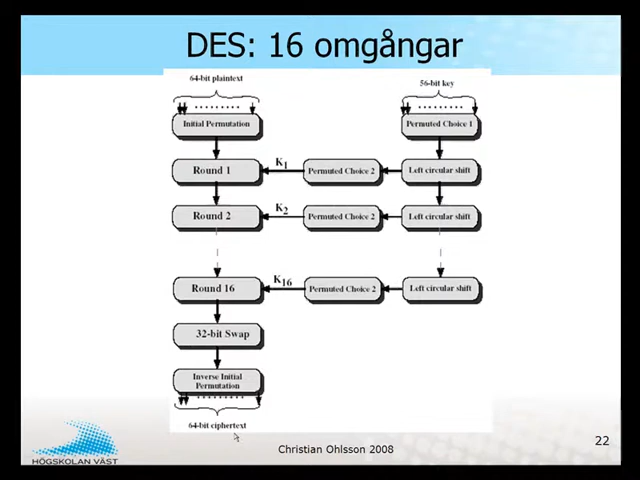 DES: 16 omgångar
64-bit plaintext
56-bit key
Initial Permutation
Permuted Choice 1
Round 1
K1
Permuted Choice 2
Left circular shift
Round 2
K2
Permuted Choice 2
Left circular shift
Round 16
K16
Permuted Choice 2
Left circular shift
32-bit Swap
Inverse Initial
Permutation
64-bit ciphertext
HÖGSKOLAN VÄST
Christian Ohlsson 2008
22